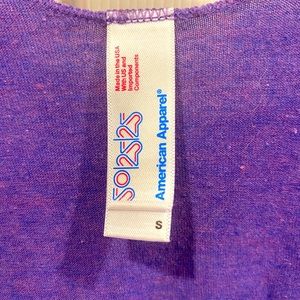 Made in the USA
With US and
Imported
Components
50/25/25
American Apparel®
S